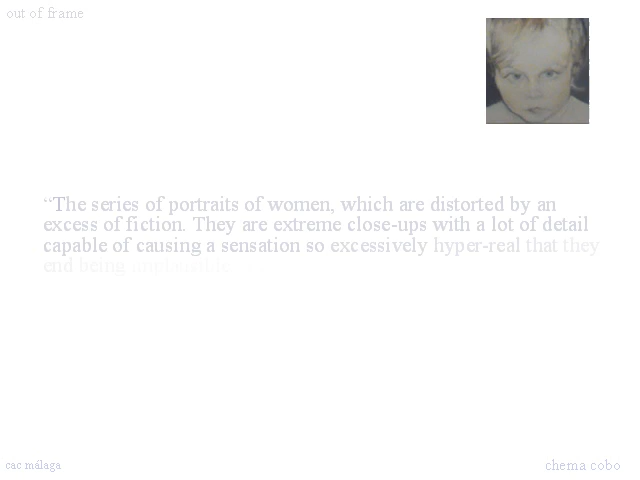 out of frame
“The series of portraits of women, which are distorted by an
excess of fiction. They are extreme close-ups with a lot of detail
capable of causing a sensation so excessively hyper-real that they
end being
cac málaga
chema cobo